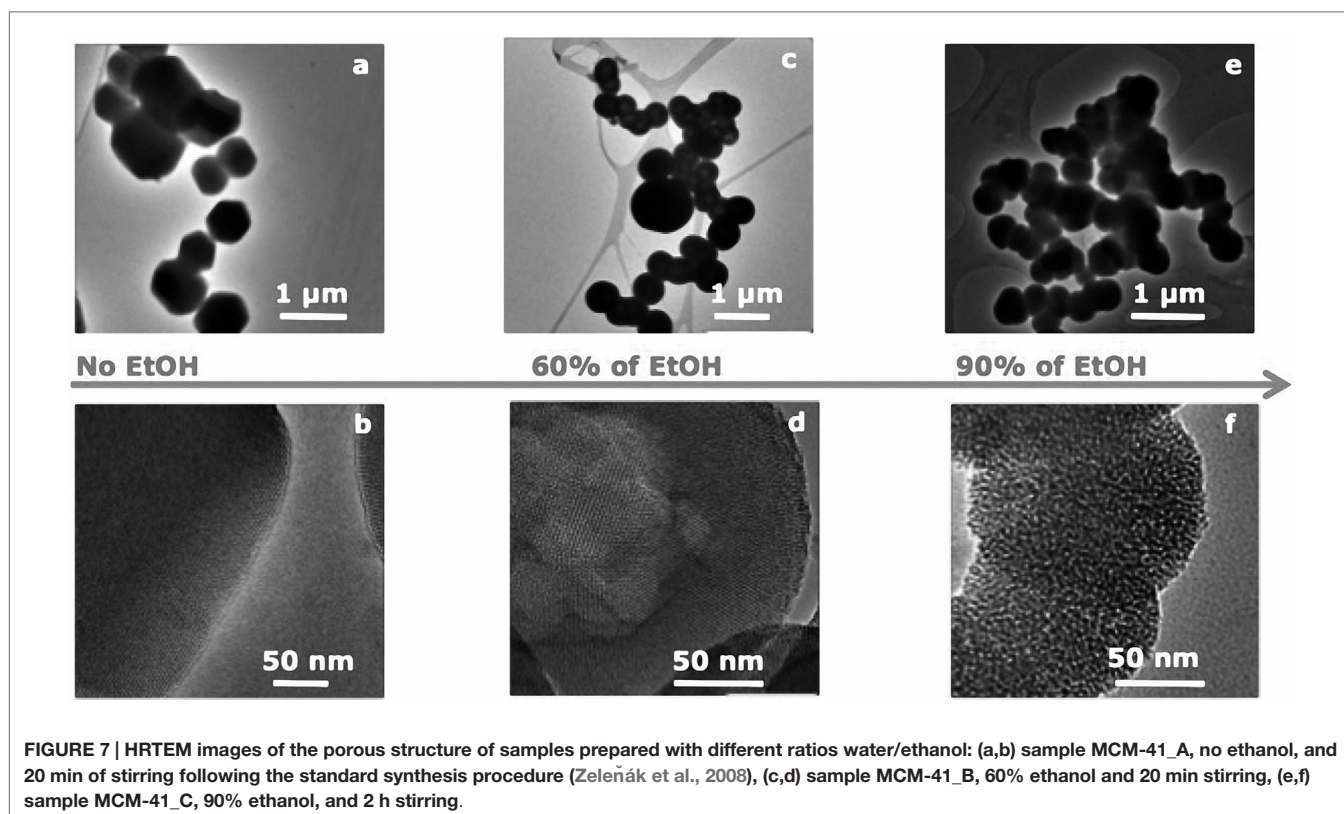 a
c
e
1 µm
1 µm
1 µm
No EtOH
60% of EtOH
90% of EtOH
b
d
f
50 nm
50 nm
50 nm
FIGURE 7 | HRTEM images of the porous structure of samples prepared with different ratios water/ethanol: (a,b) sample MCM-41_A, no ethanol, and
20 min of stirring following the standard synthesis procedure (Zeleňák et al., 2008), (c,d) sample MCM-41_B, 60% ethanol and 20 min stirring, (e,f)
sample MCM-41_C, 90% ethanol, and 2 h stirring.